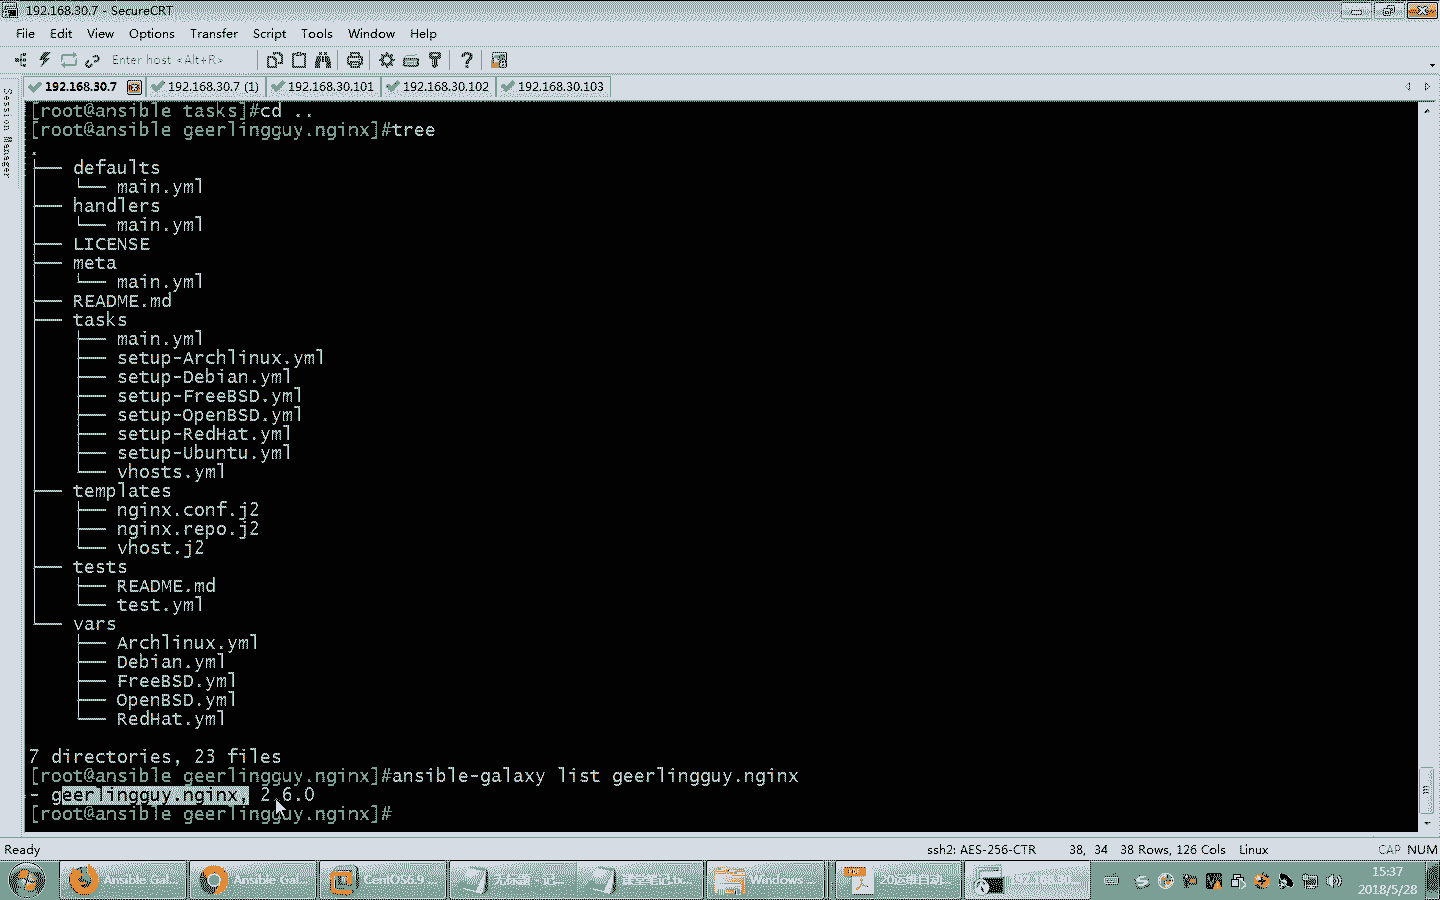 192.168.30.7 - SecureCRT
File Edit View Options Transfer Script Tools Window Help
Enter host <Alt+R>
192.168.30.7 192.168.30.7 (1) 192.168.30.101 192.168.30.102 192.168.30.103
Session Manager
[root@ansible tasks]#cd ..
[root@ansible geerlingguy.nginx]#tree
.
├── defaults
│   └── main.yml
├── handlers
│   └── main.yml
├── LICENSE
├── meta
│   └── main.yml
├── README.md
├── tasks
│   ├── main.yml
│   ├── setup-Archlinux.yml
│   ├── setup-Debian.yml
│   ├── setup-FreeBSD.yml
│   ├── setup-OpenBSD.yml
│   ├── setup-RedHat.yml
│   ├── setup-Ubuntu.yml
│   └── vhosts.yml
├── templates
│   ├── nginx.conf.j2
│   ├── nginx.repo.j2
│   └── vhost.j2
├── tests
│   ├── README.md
│   └── test.yml
└── vars
    ├── Archlinux.yml
    ├── Debian.yml
    ├── FreeBSD.yml
    ├── OpenBSD.yml
    └── RedHat.yml
7 directories, 23 files
[root@ansible geerlingguy.nginx]#ansible-galaxy list geerlingguy.nginx
- geerlingguy.nginx, 2.6.0
[root@ansible geerlingguy.nginx]#
Ready ssh2: AES-256-CTR 38, 34 38 Rows, 126 Cols Linux CAP NUM
Ansible Gal... Ansible Gal... CentOS6.9 ... 无标题 - 记... 课堂笔记.tx... Windows ... 20运维自动... 192.168.30....
15:37
2018/5/28